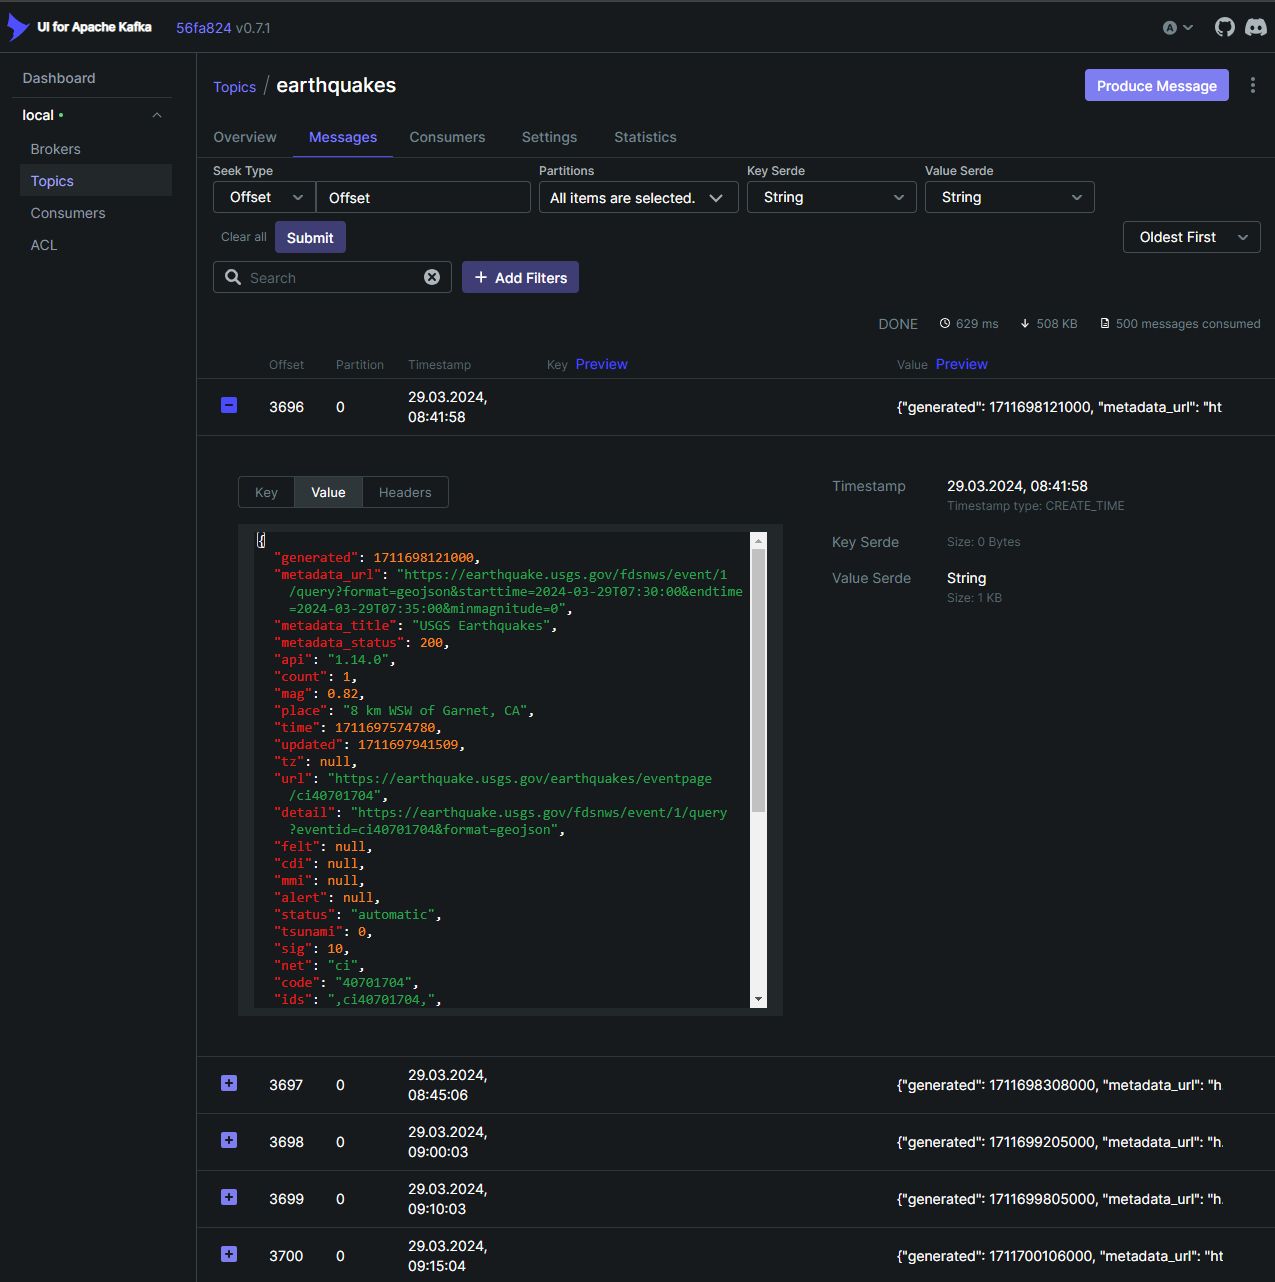 UI for Apache Kafka 56fa824 v0.7.1 A
Dashboard
local
Brokers
Topics
Consumers
ACL
Topics / earthquakes
Produce Message
Overview Messages Consumers Settings Statistics
Seek Type Partitions Key Serde Value Serde
Offset Offset All items are selected. String String
Clear all Submit Oldest First
Search + Add Filters
DONE 629 ms 508 KB 500 messages consumed
Offset Partition Timestamp Key Preview Value Preview
3696 0 29.03.2024, {"generated": 1711698121000, "metadata_url": "ht
08:41:58
Key Value Headers
Timestamp 29.03.2024, 08:41:58
Timestamp type: CREATE_TIME
Key Serde Size: 0 Bytes
Value Serde String
Size: 1 KB
{
"generated": 1711698121000,
"metadata_url": "https://earthquake.usgs.gov/fdsnws/event/1
/query?format=geojson&starttime=2024-03-29T07:30:00&endtime
=2024-03-29T07:35:00&minmagnitude=0",
"metadata_title": "USGS Earthquakes",
"metadata_status": 200,
"api": "1.14.0",
"count": 1,
"mag": 0.82,
"place": "8 km WSW of Garnet, CA",
"time": 1711697574780,
"updated": 1711697941509,
"tz": null,
"url": "https://earthquake.usgs.gov/earthquakes/eventpage
/ci40701704",
"detail": "https://earthquake.usgs.gov/fdsnws/event/1/query
?eventid=ci40701704&format=geojson",
"felt": null,
"cdi": null,
"mmi": null,
"alert": null,
"status": "automatic",
"tsunami": 0,
"sig": 10,
"net": "ci",
"code": "40701704",
"ids": ",ci40701704,",
3697 0 29.03.2024, {"generated": 1711698308000, "metadata_url": "h
08:45:06
3698 0 29.03.2024, {"generated": 1711699205000, "metadata_url": "h
09:00:03
3699 0 29.03.2024, {"generated": 1711699805000, "metadata_url": "h
09:10:03
3700 0 29.03.2024, {"generated": 1711700106000, "metadata_url": "ht
09:15:04